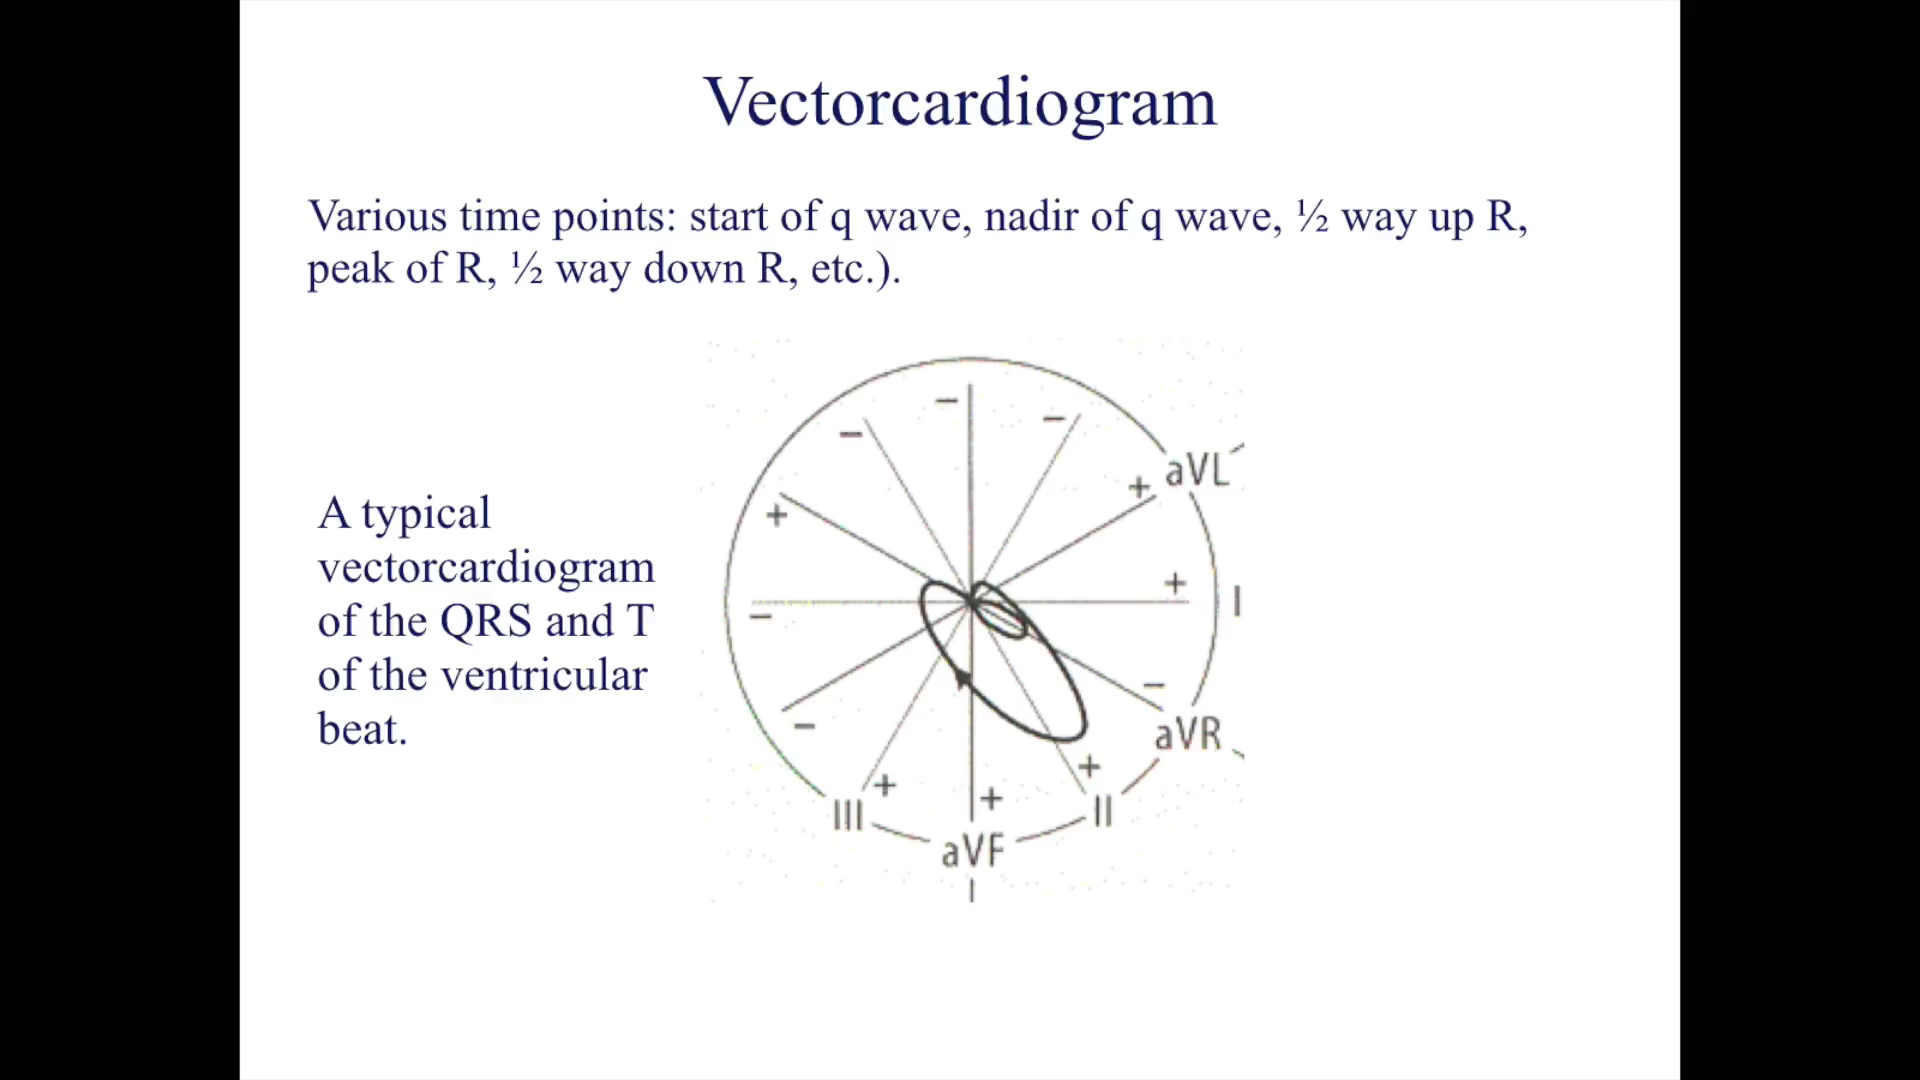 Vectorcardiogram
Various time points: start of q wave, nadir of q wave, ½ way up R,
peak of R, ½ way down R, etc.).
A typical
vectorcardiogram
of the QRS and T
of the ventricular
beat.
−
−
−
+
+
aVL
+
I
−
−
−
aVR
+
II
+
aVF
+
III